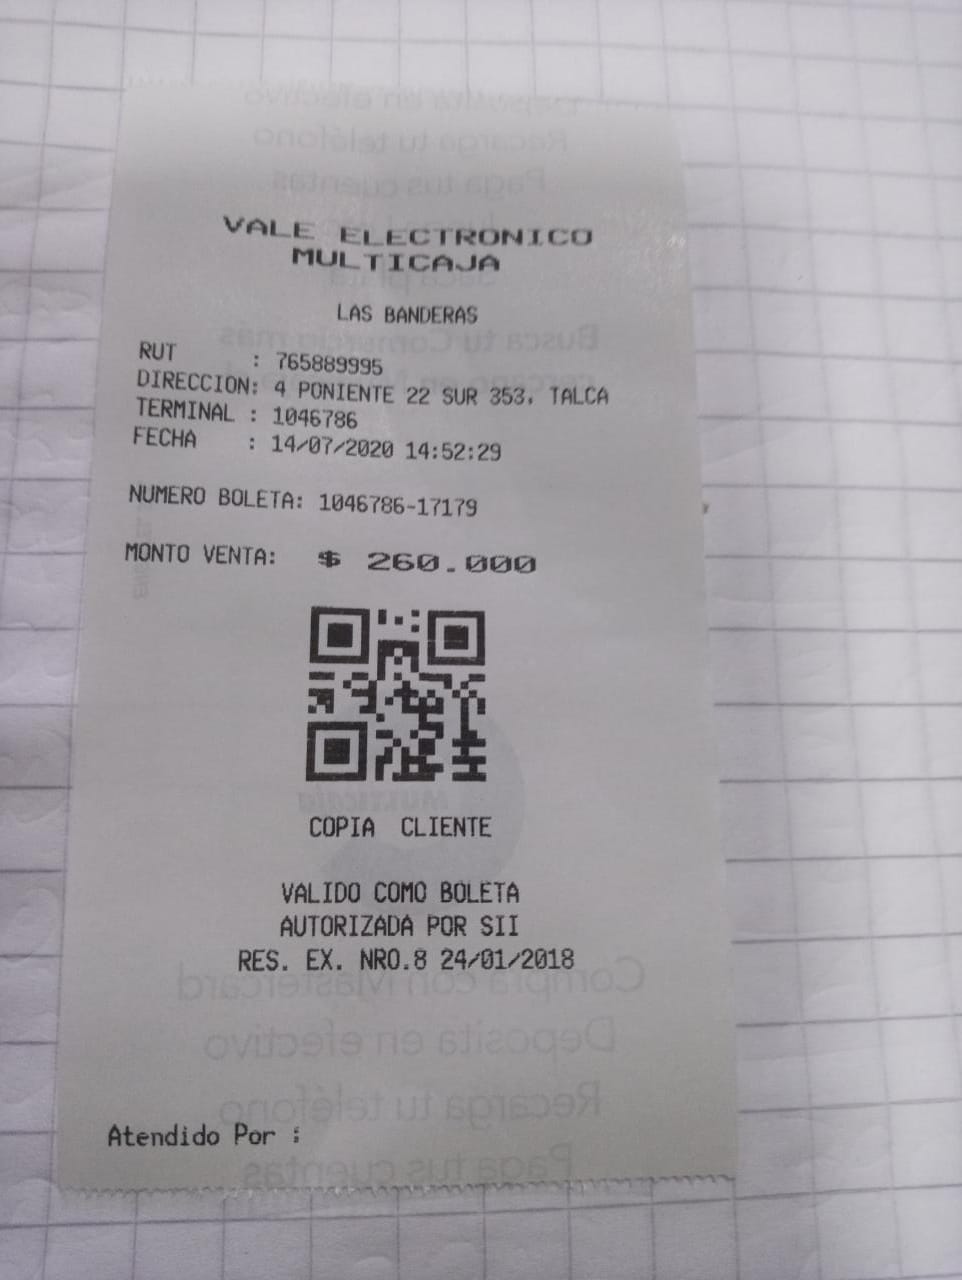 VALE ELECTRONICO
MULTICAJA
LAS BANDERAS
RUT : 765889995
DIRECCION: 4 PONIENTE 22 SUR 353, TALCA
TERMINAL : 1046786
FECHA : 14/07/2020 14:52:29
NUMERO BOLETA: 1046786-17179
MONTO VENTA: $ 260.000
COPIA CLIENTE
VALIDO COMO BOLETA
AUTORIZADA POR SII
RES. EX. NRO.8 24/01/2018
Atendido Por :